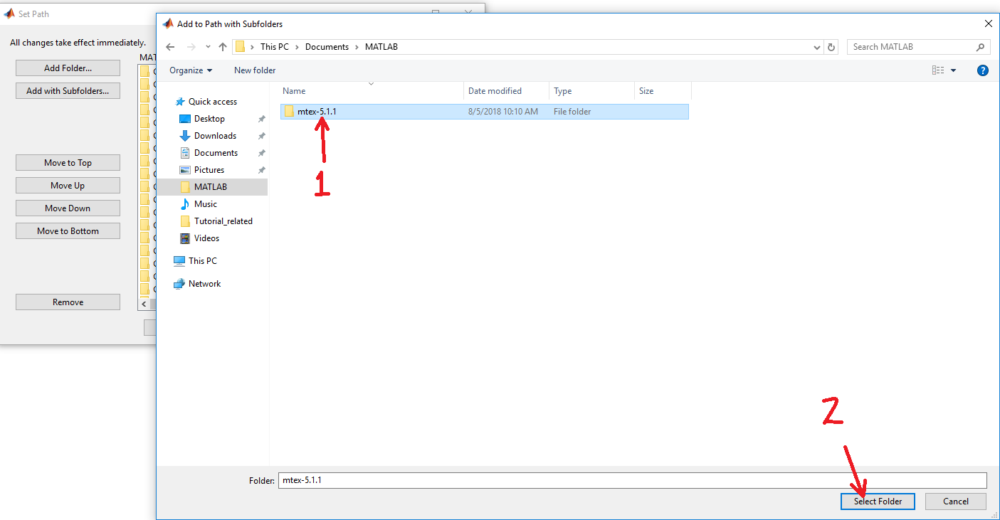 Set Path
All changes take effect immediately.
MAT
Add Folder...
Add with Subfolders...
Move to Top
Move Up
Move Down
Move to Bottom
Remove
Add to Path with Subfolders
This PC > Documents > MATLAB
Search MATLAB
Organize
New folder
?
Quick access
Desktop
Downloads
Documents
Pictures
MATLAB
Music
Tutorial_related
Videos
This PC
Network
Name Date modified Type Size
mtex-5.1.1 8/5/2018 10:10 AM File folder
1
2
Folder: mtex-5.1.1
Select Folder
Cancel